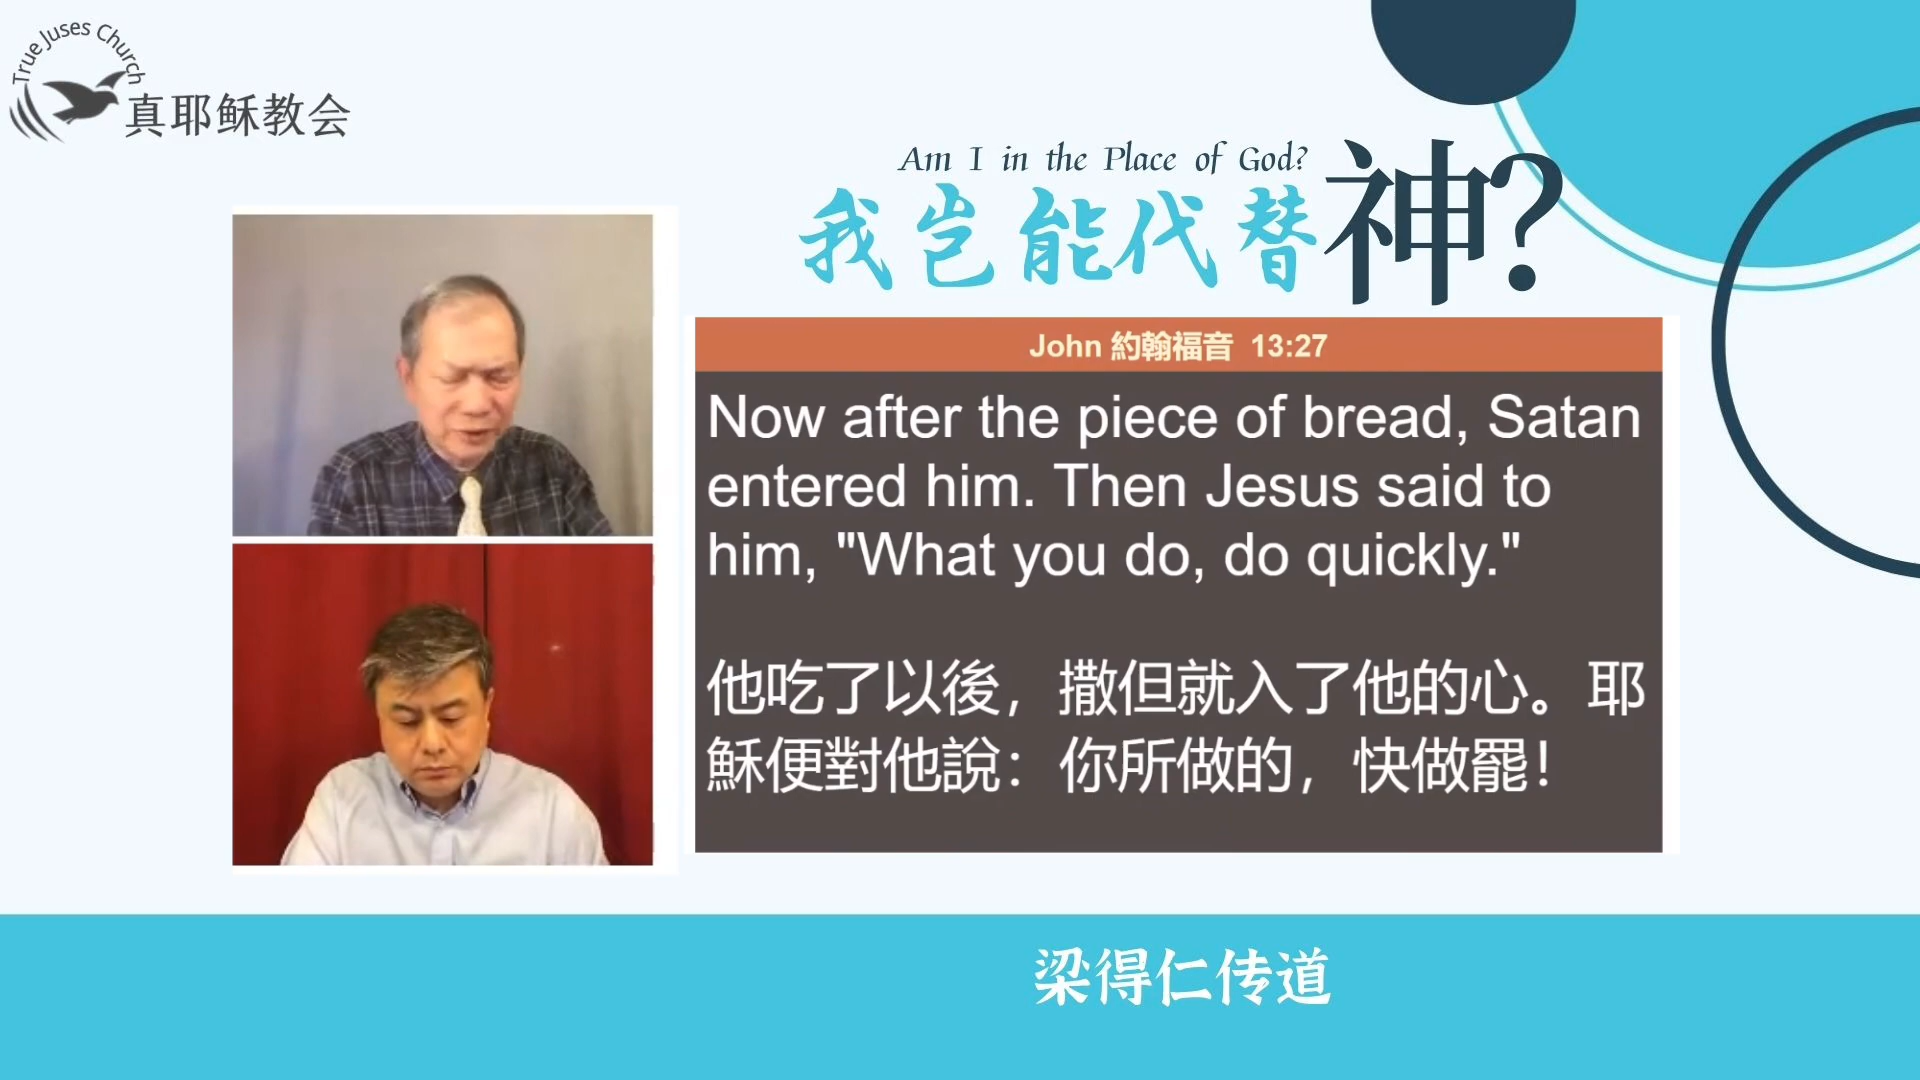 True Juses Church
真耶稣教会
Am I in the Place of God?
我岂能代替神?
John 約翰福音 13:27
Now after the piece of bread, Satan
entered him. Then Jesus said to
him, "What you do, do quickly."
他吃了以後，撒但就入了他的心。耶
穌便對他說：你所做的，快做罷！
梁得仁传道